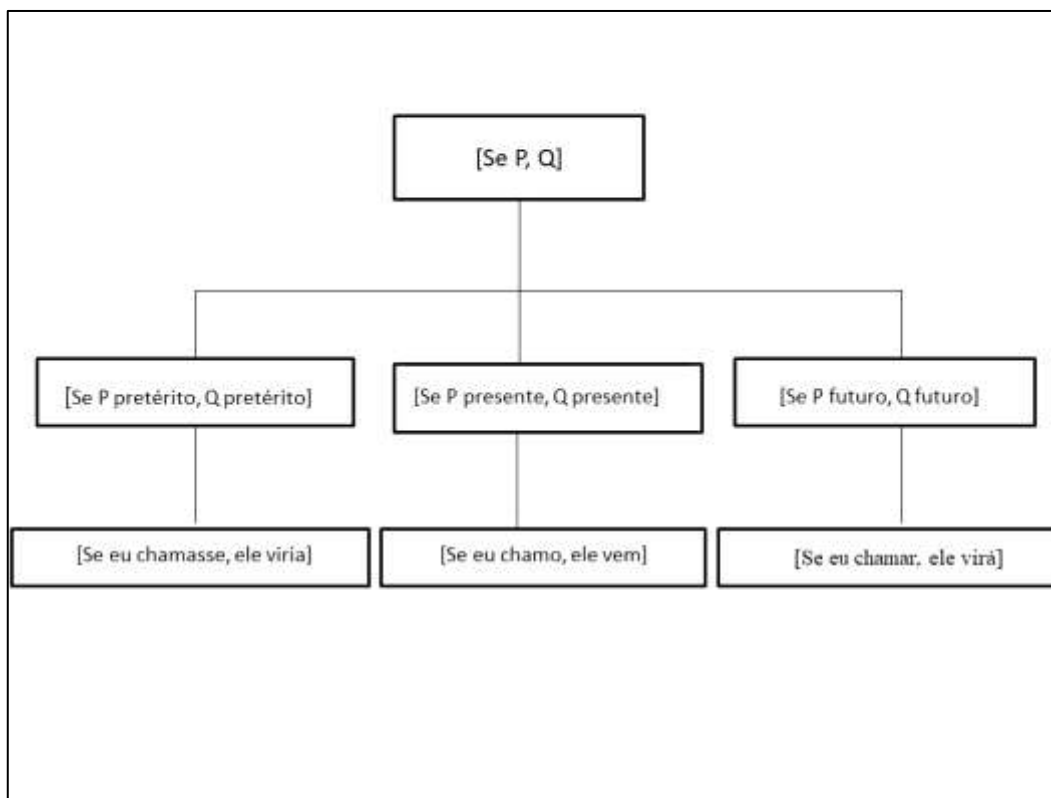 [Se P, Q]
[Se P pretérito, Q pretérito]
[Se P presente, Q presente]
[Se P futuro, Q futuro]
[Se eu chamasse, ele viria]
[Se eu chamo, ele vem]
[Se eu chamar, ele virá]